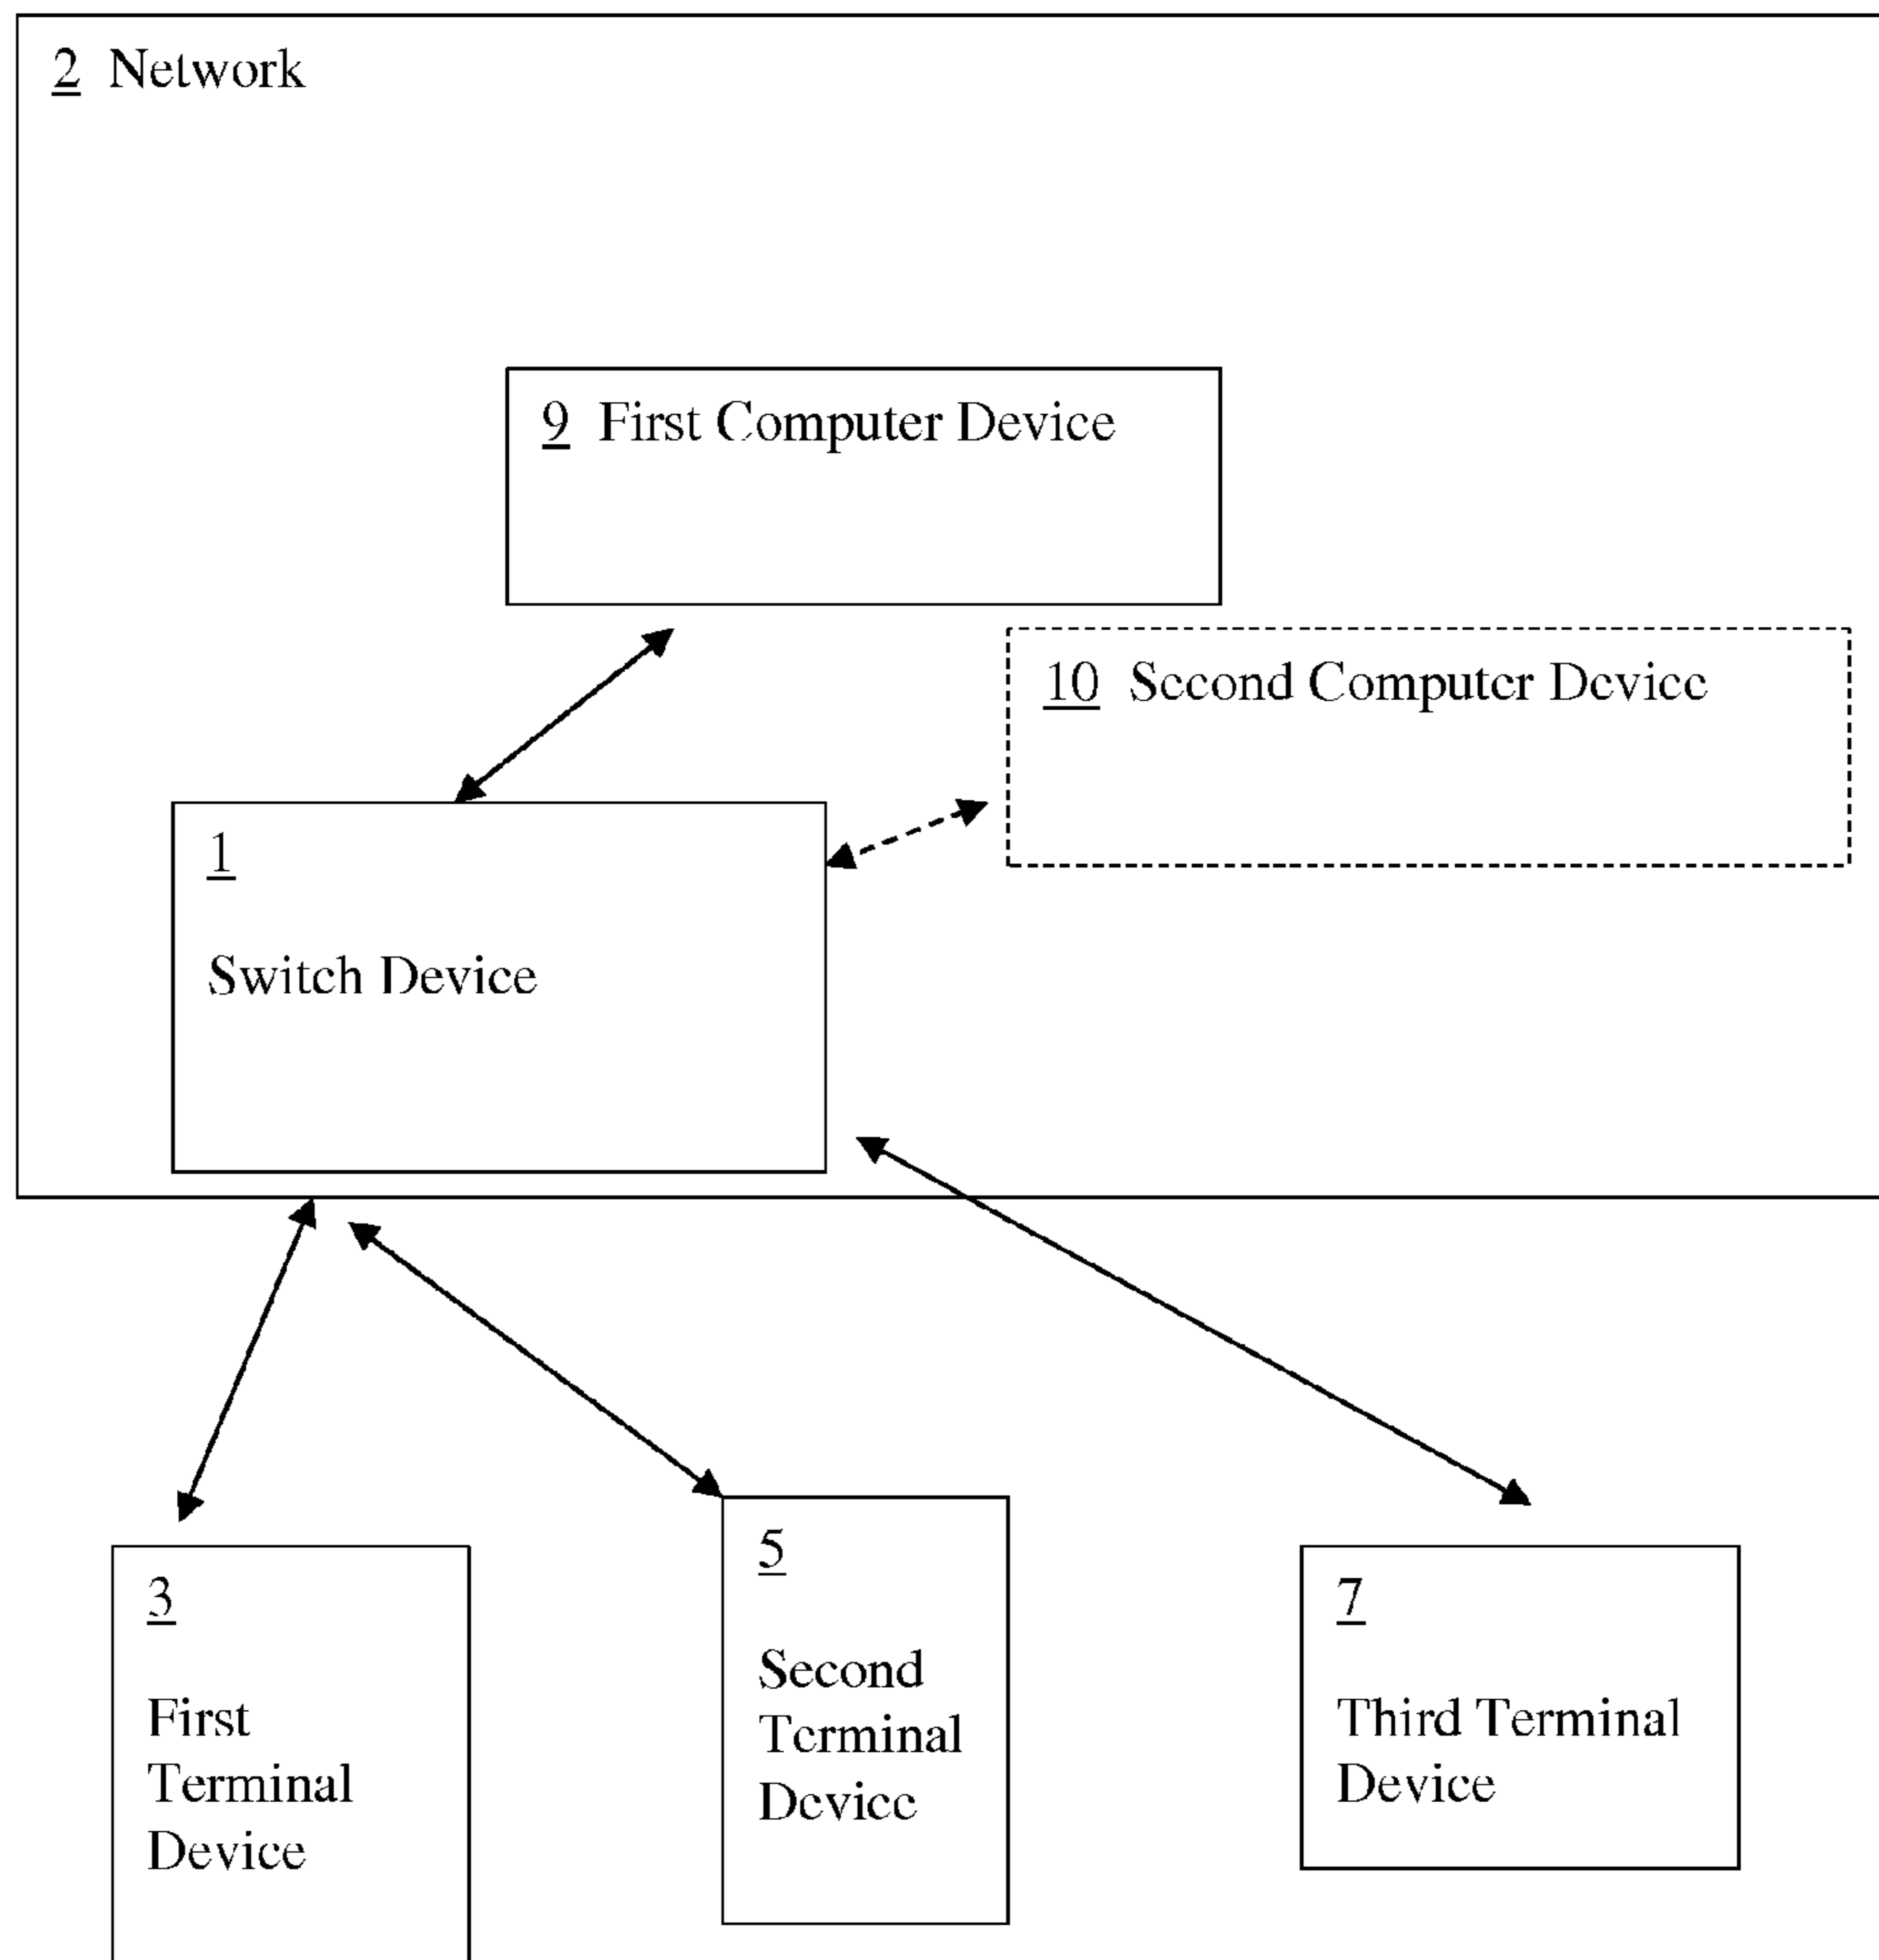 2 Network
9 First Computer Device
10 Second Computer Device
1
Switch Device
3
First
Terminal
Device
5
Second
Terminal
Device
7
Third Terminal
Device